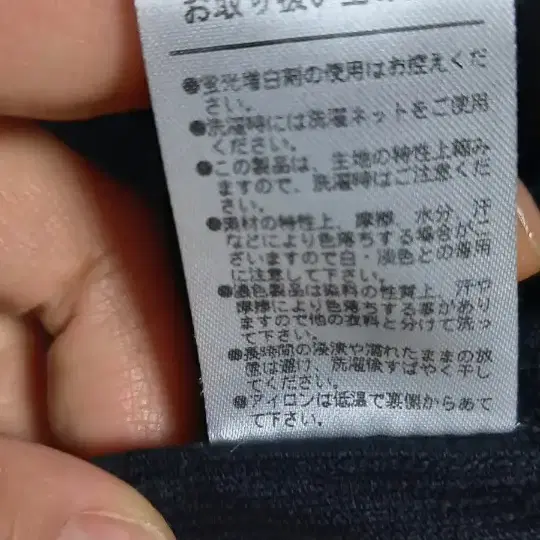 お取り扱い上の
●蛍光増白剤の使用はお控えくだ
さい。
●洗濯時には洗濯ネットをご使用
ください。
●この製品は、生地の特性上縮み
ますので、洗濯時はご注意くだ
さい。
●素材の特性上、摩擦、水分、汗
などにより色落ちする場合がご
ざいますので白・淡色との着用
に注意して下さい。
●濃色製品は染料の性質上、汗や
摩擦により色落ちする事があり
ますので他の衣料と分けて洗っ
て下さい。
●長時間の浸漬や濡れたままの放
置は避け、洗濯後すばやく干し
てください。
●アイロンは低温で裏側からあて
て下さい。